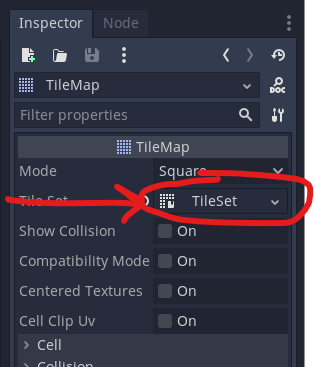 Inspector
Node
TileMap
DOC
Filter properties
TileMap
Mode Square
Tile Set TileSet
Show Collision On
Compatibility Mode On
Centered Textures On
Cell Clip Uv On
Cell
Collision